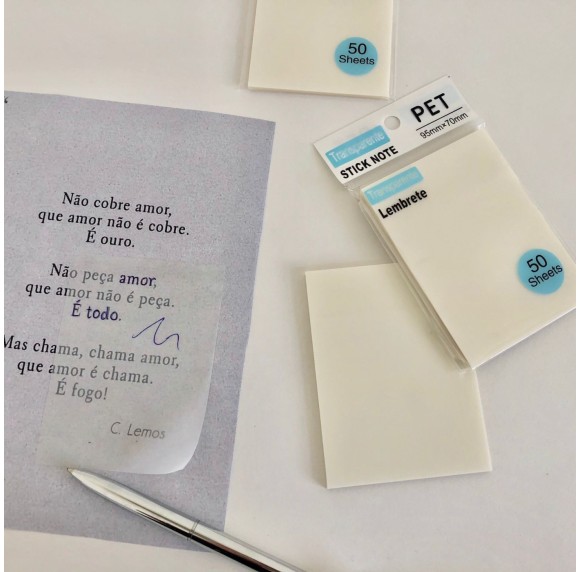 50
Sheets
PET
95mm×70mm
Transparente
STICK NOTE
Transparente
Lembrete
50
Sheets
Não cobre amor,
que amor não é cobre.
É ouro.
Não peça amor,
que amor não é peça.
É todo.
Mas chama, chama amor,
que amor é chama.
É fogo!
C. Lemos